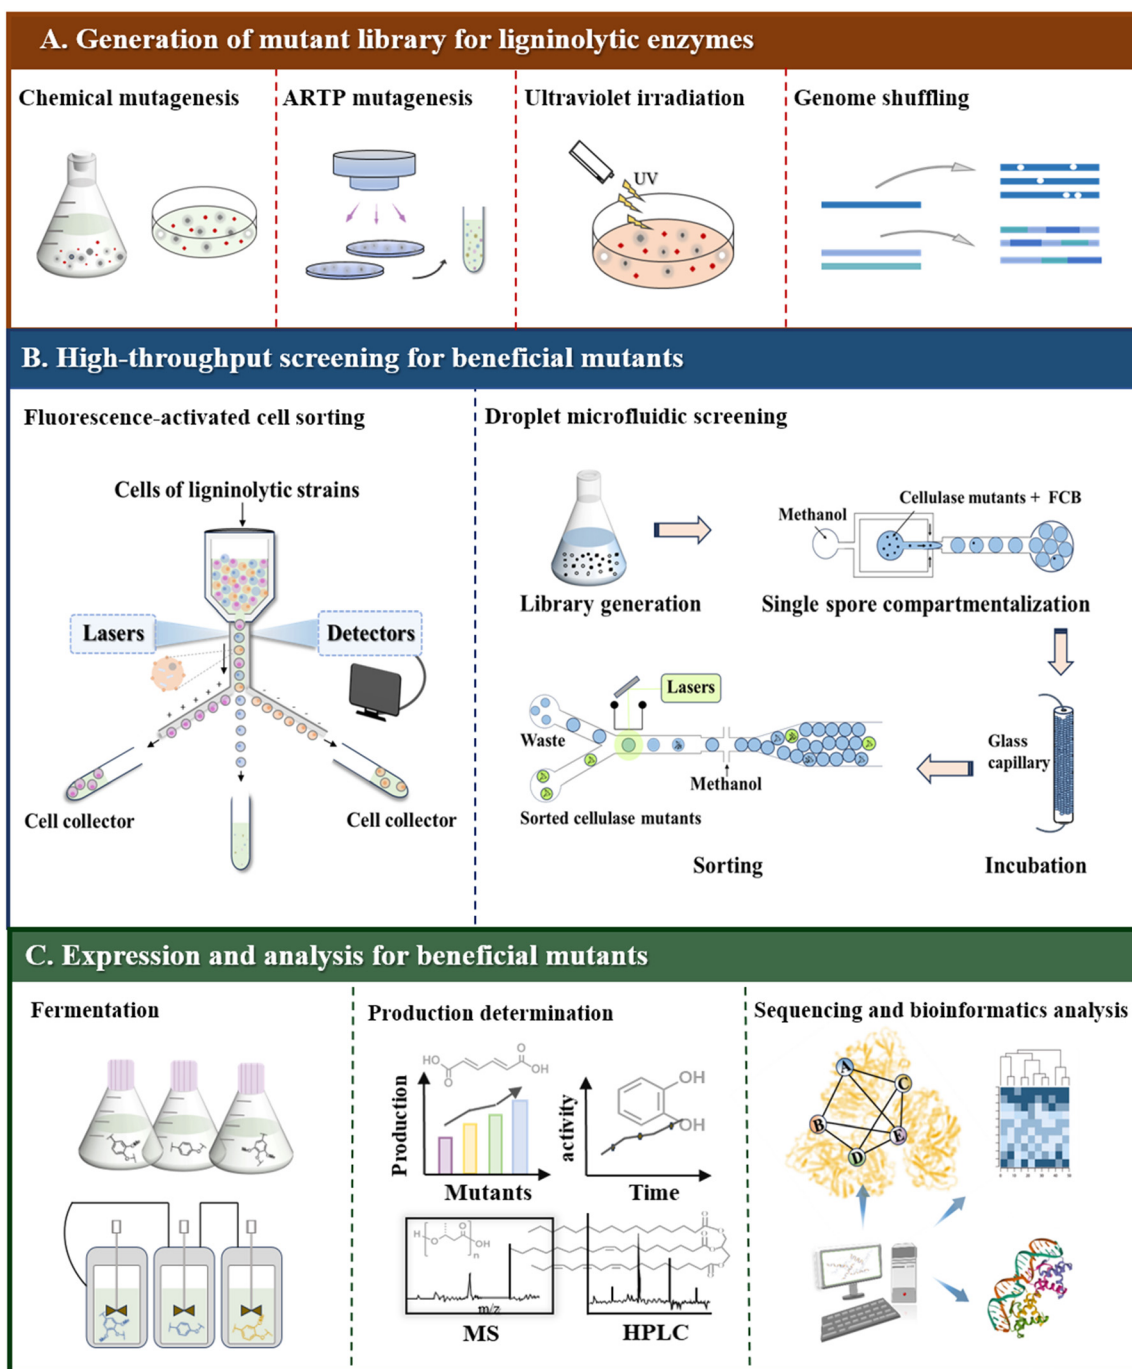 A. Generation of mutant library for ligninolytic enzymes
Chemical mutagenesis
ARTP mutagenesis
Ultraviolet irradiation
Genome shuffling
UV
B. High-throughput screening for beneficial mutants
Fluorescence-activated cell sorting
Cells of ligninolytic strains
Lasers
Detectors
Cell collector
Cell collector
Droplet microfluidic screening
Library generation
Methanol
Cellulase mutants + FCB
Single spore compartmentalization
Lasers
Waste
Methanol
Sorted cellulase mutants
Sorting
Glass
capillary
Incubation
C. Expression and analysis for beneficial mutants
Fermentation
Production determination
Production
Mutants
HO
O
O
OH
activity
Time
OH
OH
H
O
O
OH
n
m/z
MS
O
O
O
O
O
O
HPLC
Sequencing and bioinformatics analysis
A
B
C
D
E